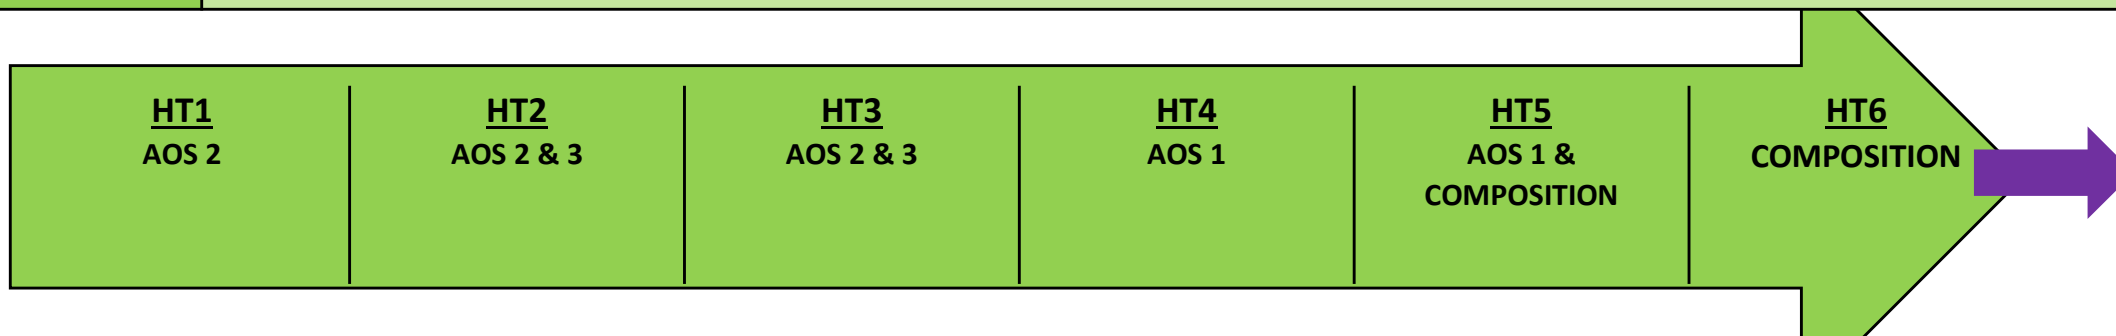 HT1
AOS 2
HT2
AOS 2 & 3
HT3
AOS 2 & 3
HT4
AOS 1
HT5
AOS 1 &
COMPOSITION
HT6
COMPOSITION